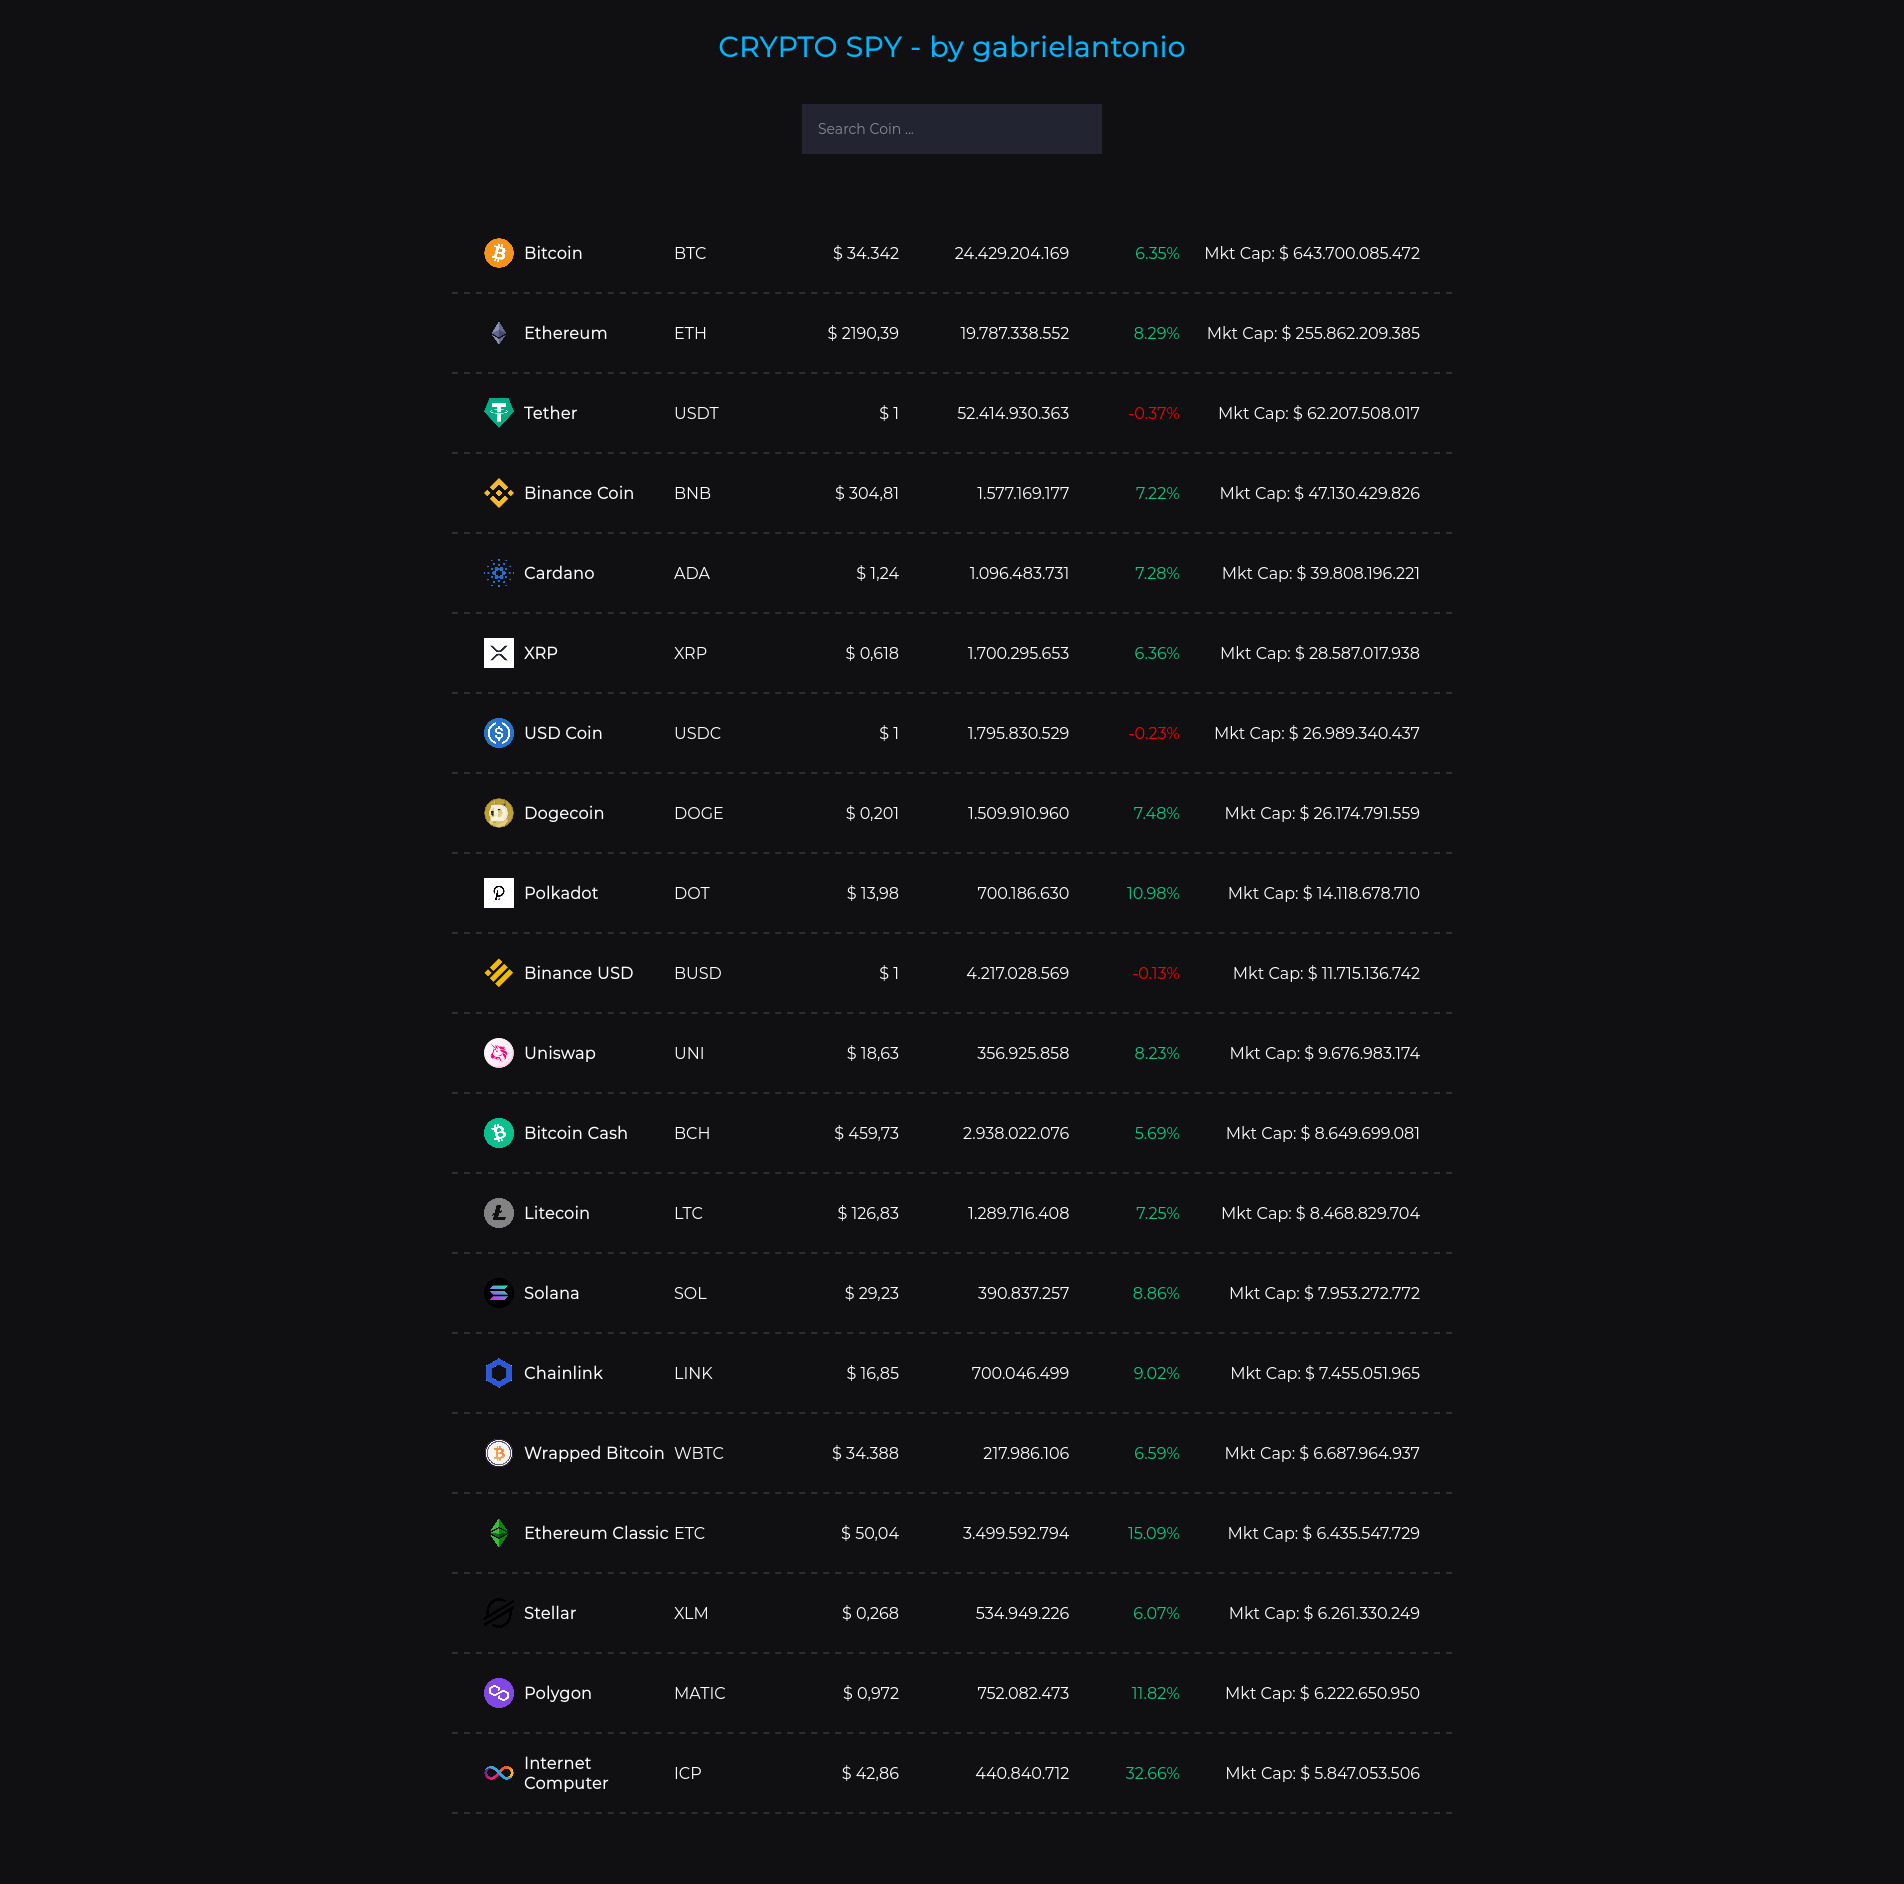 CRYPTO SPY - by gabrielantonio
Search Coin ...
Bitcoin BTC $ 34.342 24.429.204.169 6.35% Mkt Cap: $ 643.700.085.472
Ethereum ETH $ 2190,39 19.787.338.552 8.29% Mkt Cap: $ 255.862.209.385
Tether USDT $ 1 52.414.930.363 -0.37% Mkt Cap: $ 62.207.508.017
Binance Coin BNB $ 304,81 1.577.169.177 7.22% Mkt Cap: $ 47.130.429.826
Cardano ADA $ 1,24 1.096.483.731 7.28% Mkt Cap: $ 39.808.196.221
XRP XRP $ 0,618 1.700.295.653 6.36% Mkt Cap: $ 28.587.017.938
USD Coin USDC $ 1 1.795.830.529 -0.23% Mkt Cap: $ 26.989.340.437
Dogecoin DOGE $ 0,201 1.509.910.960 7.48% Mkt Cap: $ 26.174.791.559
Polkadot DOT $ 13,98 700.186.630 10.98% Mkt Cap: $ 14.118.678.710
Binance USD BUSD $ 1 4.217.028.569 -0.13% Mkt Cap: $ 11.715.136.742
Uniswap UNI $ 18,63 356.925.858 8.23% Mkt Cap: $ 9.676.983.174
Bitcoin Cash BCH $ 459,73 2.938.022.076 5.69% Mkt Cap: $ 8.649.699.081
Litecoin LTC $ 126,83 1.289.716.408 7.25% Mkt Cap: $ 8.468.829.704
Solana SOL $ 29,23 390.837.257 8.86% Mkt Cap: $ 7.953.272.772
Chainlink LINK $ 16,85 700.046.499 9.02% Mkt Cap: $ 7.455.051.965
Wrapped Bitcoin WBTC $ 34.388 217.986.106 6.59% Mkt Cap: $ 6.687.964.937
Ethereum Classic ETC $ 50,04 3.499.592.794 15.09% Mkt Cap: $ 6.435.547.729
Stellar XLM $ 0,268 534.949.226 6.07% Mkt Cap: $ 6.261.330.249
Polygon MATIC $ 0,972 752.082.473 11.82% Mkt Cap: $ 6.222.650.950
Internet
Computer ICP $ 42,86 440.840.712 32.66% Mkt Cap: $ 5.847.053.506